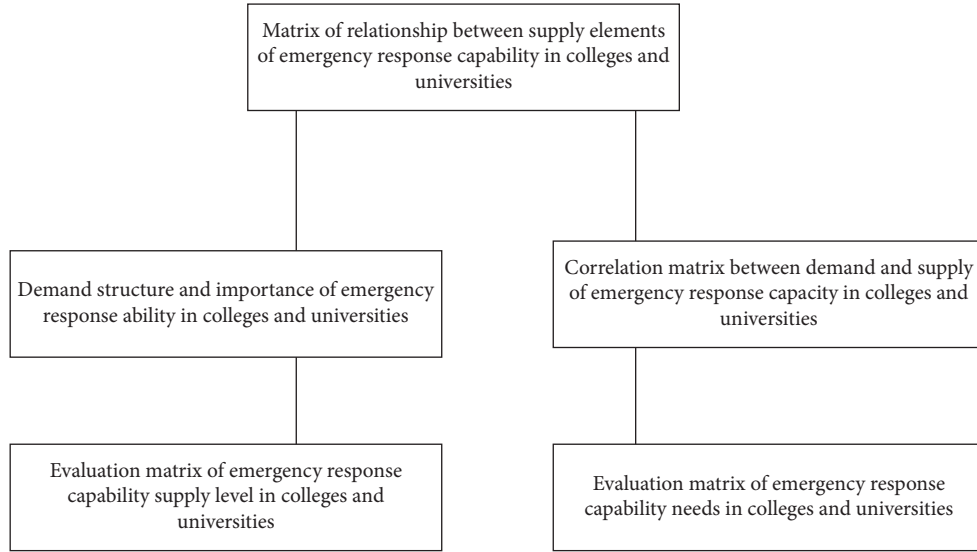 Matrix of relationship between supply elements
of emergency response capability in colleges and
universities
Demand structure and importance of emergency
response ability in colleges and universities
Correlation matrix between demand and supply
of emergency response capacity in colleges and
universities
Evaluation matrix of emergency response
capability supply level in colleges and
universities
Evaluation matrix of emergency response
capability needs in colleges and universities